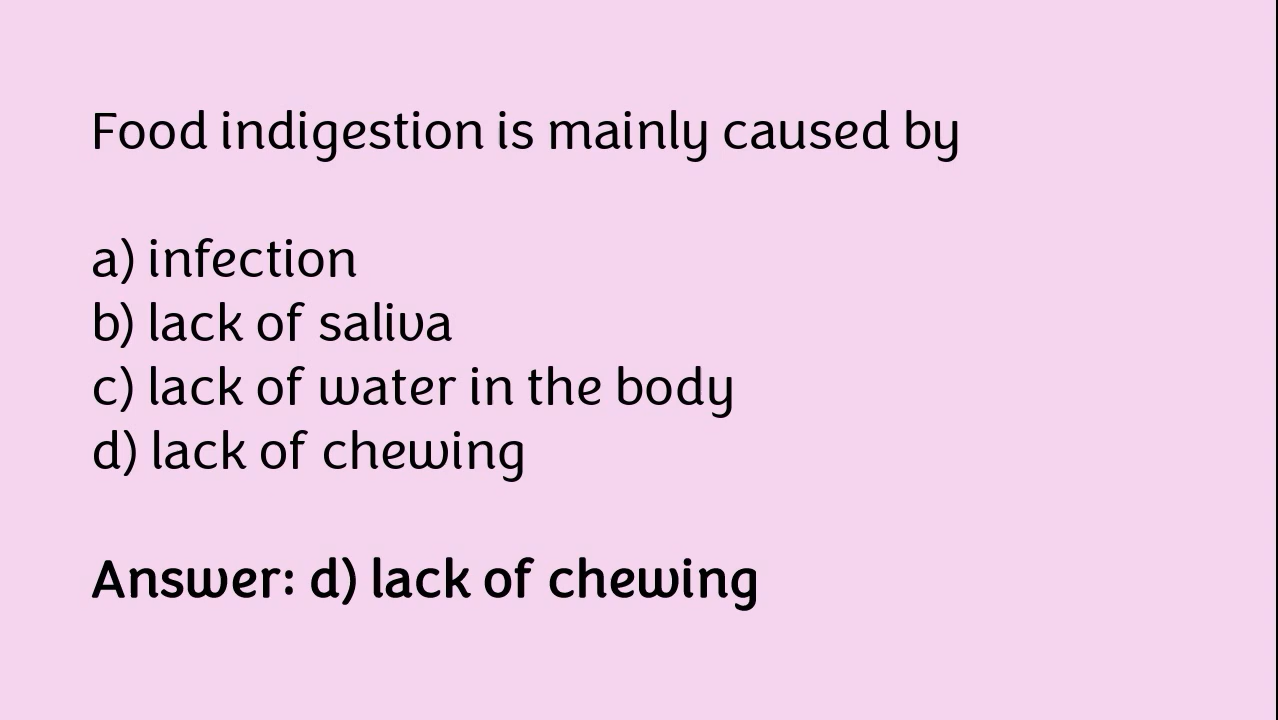 Food indigestion is mainly caused by
a) infection
b) lack of saliva
c) lack of water in the body
d) lack of chewing
Answer: d) lack of chewing